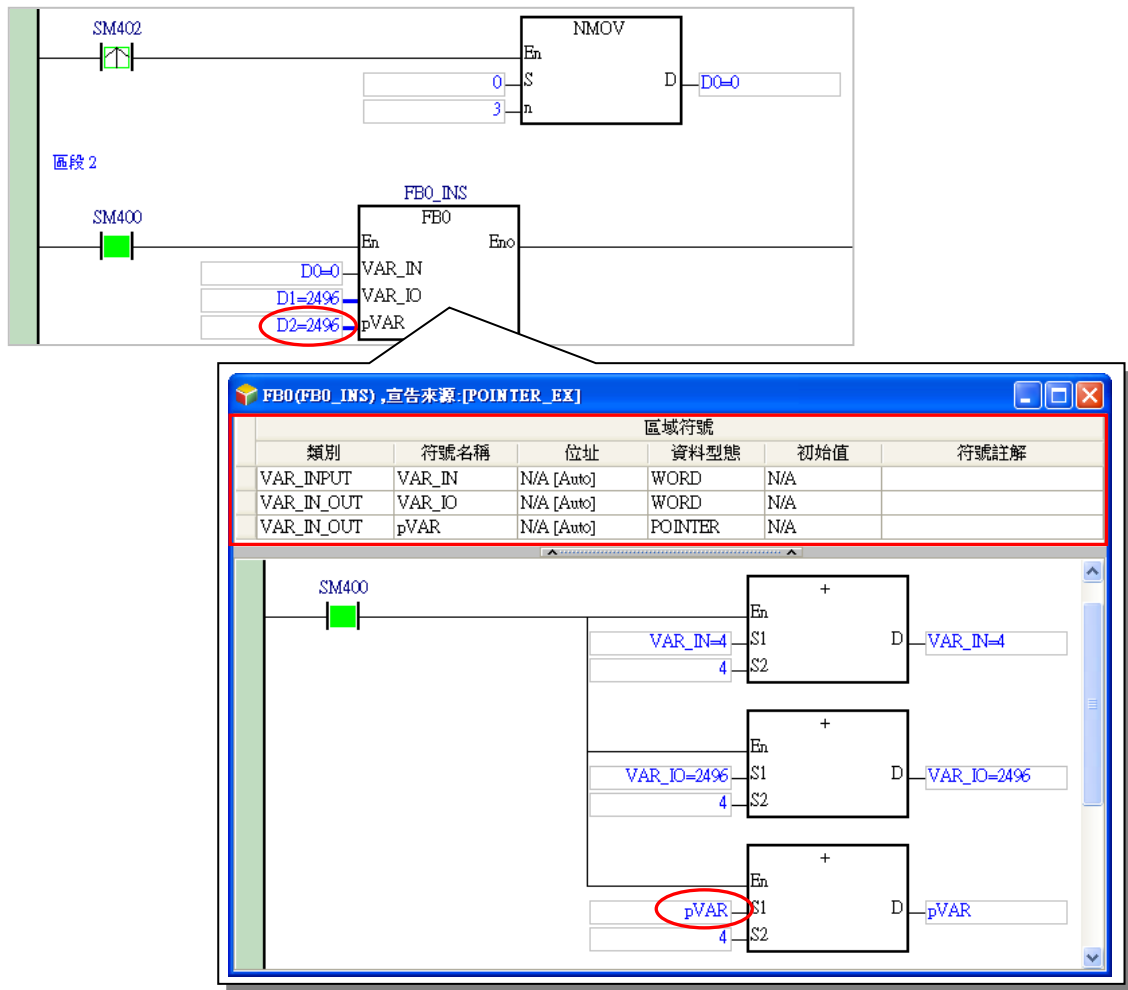 SM402
NMOV
En
0 S D D0=0
3 n
區段 2
FB0_INS
SM400
FB0
En Eno
D0=0 VAR_IN
D1=2496 VAR_IO
D2=2496 pVAR
FB0(FB0_INS) ,宣告來源:[POINTER_EX]
區域符號
類別 符號名稱 位址 資料型態 初始值 符號註解
VAR_INPUT VAR_IN N/A [Auto] WORD N/A
VAR_IN_OUT VAR_IO N/A [Auto] WORD N/A
VAR_IN_OUT pVAR N/A [Auto] POINTER N/A
SM400
+
En
VAR_IN=4 S1 D VAR_IN=4
4 S2
+
En
VAR_IO=2496 S1 D VAR_IO=2496
4 S2
+
En
pVAR S1 D pVAR
4 S2